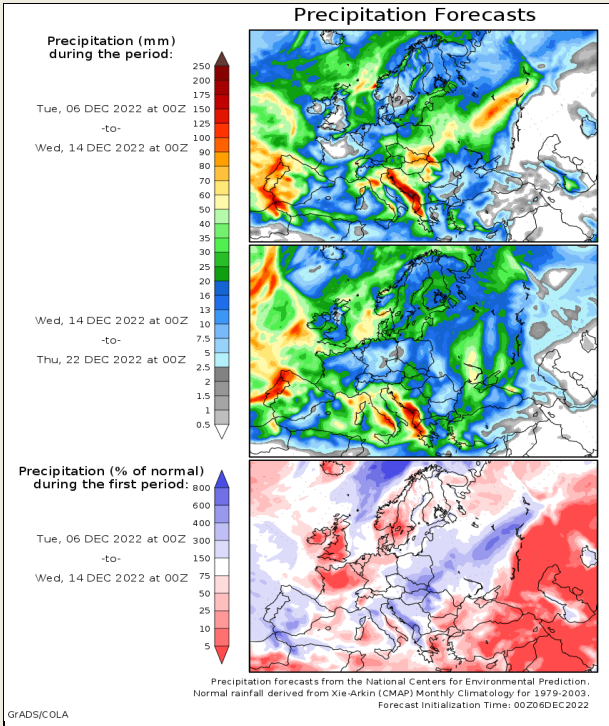 Precipitation Forecasts
Precipitation (mm)
during the period:
Tue, 06 DEC 2022 at 00Z
-to-
Wed, 14 DEC 2022 at 00Z
250
200
175
150
125
100
90
80
70
60
50
40
35
30
25
20
16
13
10
7.5
5
2.5
2
1.5
1
0.5
Wed, 14 DEC 2022 at 00Z
-to-
Thu, 22 DEC 2022 at 00Z
Precipitation (% of normal)
during the first period:
Tue, 06 DEC 2022 at 00Z
-to-
Wed, 14 DEC 2022 at 00Z
800
600
400
300
150
75
50
25
10
5
Precipitation forecasts from the National Centers for Environmental Prediction.
Normal rainfall derived from Xie-Arkin (CMAP) Monthly Climatology for 1979-2003.
Forecast Initialization Time: 00Z06DEC2022
GrADS/COLA